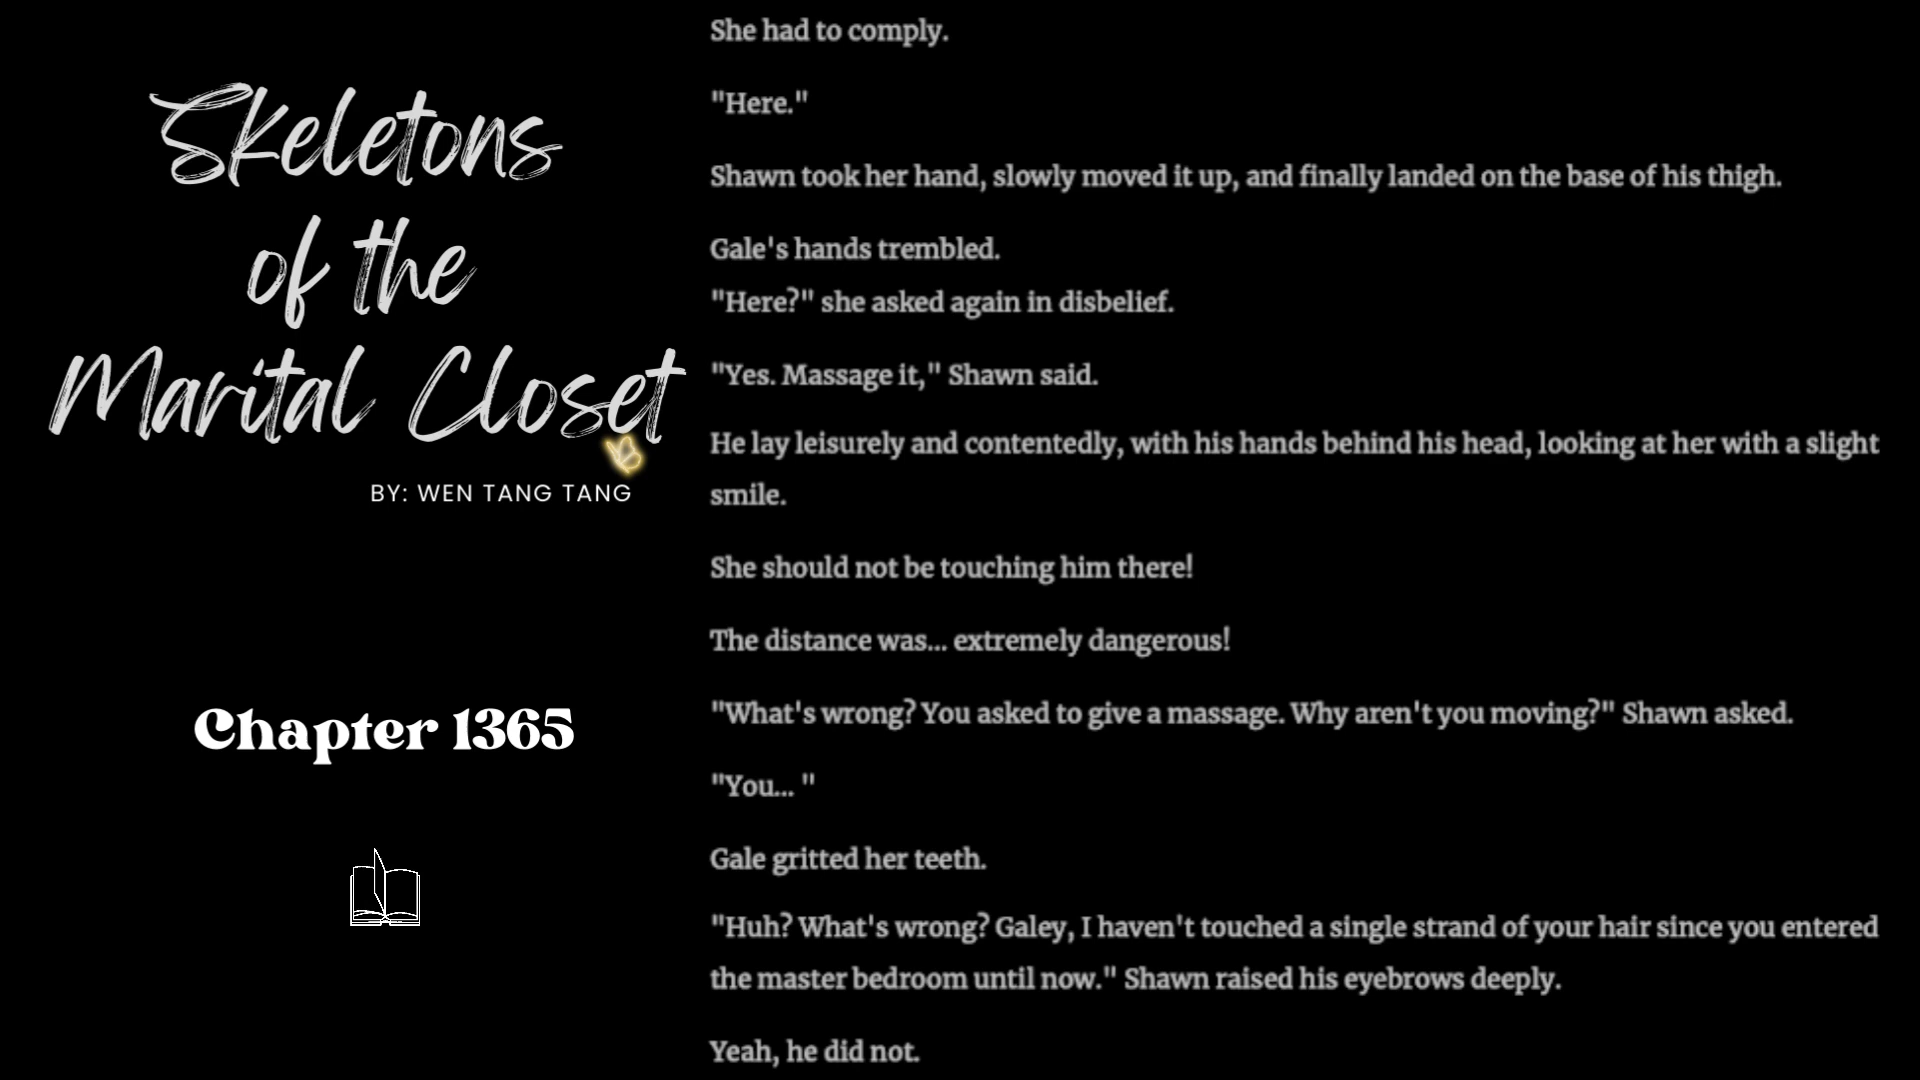 Skeletons
of the
Marital Closet
BY: WEN TANG TANG
Chapter 1365
She had to comply.
"Here."
Shawn took her hand, slowly moved it up, and finally landed on the base of his thigh.
Gale's hands trembled.
"Here?" she asked again in disbelief.
"Yes. Massage it," Shawn said.
He lay leisurely and contentedly, with his hands behind his head, looking at her with a slight
smile.
She should not be touching him there!
The distance was... extremely dangerous!
"What's wrong? You asked to give a massage. Why aren't you moving?" Shawn asked.
"You... "
Gale gritted her teeth.
"Huh? What's wrong? Galey, I haven't touched a single strand of your hair since you entered
the master bedroom until now." Shawn raised his eyebrows deeply.
Yeah, he did not.